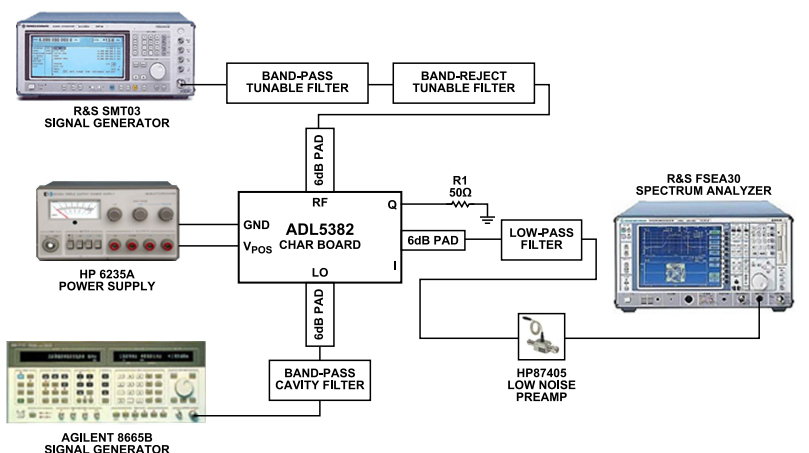 BAND-PASS
TUNABLE FILTER
BAND-REJECT
TUNABLE FILTER
R&S SMT03
SIGNAL GENERATOR
6dB PAD
R1
50Ω
R&S FSEA30
SPECTRUM ANALYZER
RF
Q
GND
ADL5382
CHAR BOARD
VPOS
6dB PAD
LOW-PASS
FILTER
I
LO
HP 6235A
POWER SUPPLY
6dB PAD
BAND-PASS
CAVITY FILTER
HP87405
LOW NOISE
PREAMP
AGILENT 8665B
SIGNAL GENERATOR